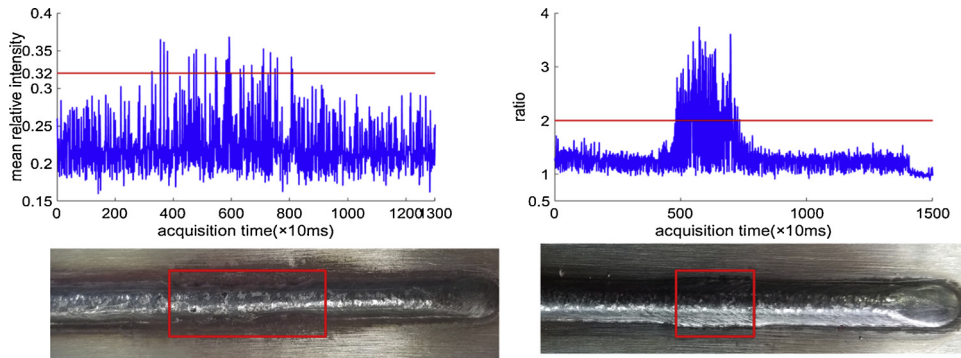 0.4
0.35
0.32
0.3
0.25
0.2
0.15
mean relative intensity
0 200 400 600 800 1000 1200 1300
acquisition time(×10ms)
4
3
2
1
0.5
ratio
0 500 1000 1500
acquisition time(×10ms)